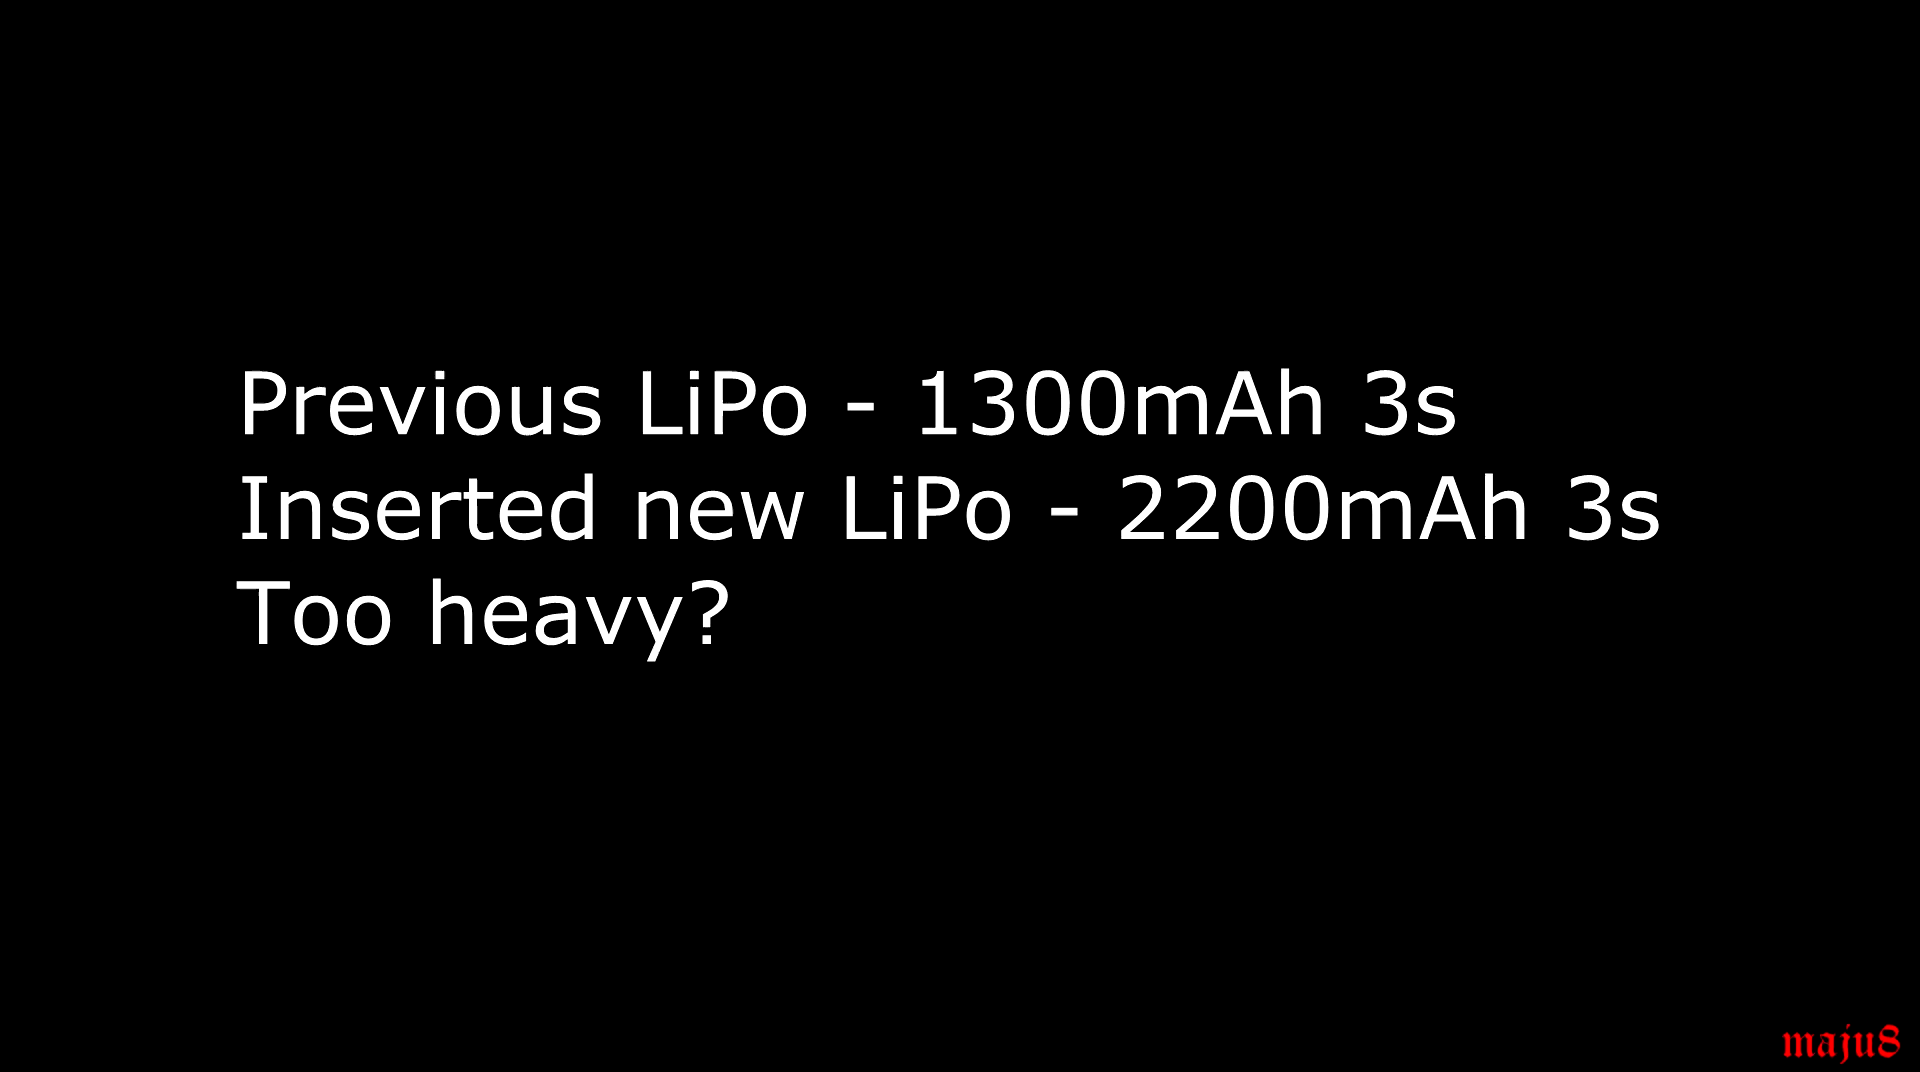 Previous LiPo - 1300mAh 3s
Inserted new LiPo - 2200mAh 3s
Too heavy?
maju8